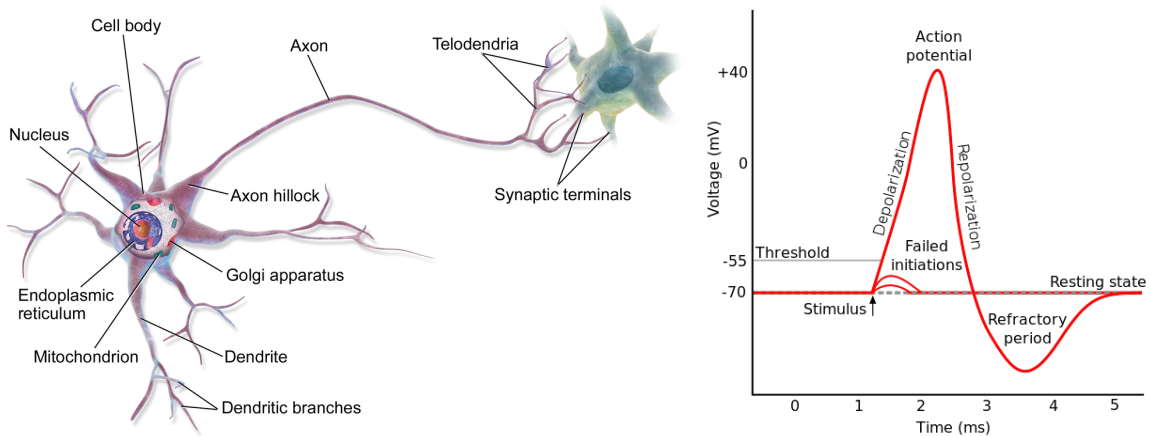 Cell body
Axon
Telodendria
Nucleus
Axon hillock
Synaptic terminals
Golgi apparatus
Endoplasmic
reticulum
Mitochondrion
Dendrite
Dendritic branches
Action
potential
+40
Voltage (mV)
0
Depolarization
Repolarization
Threshold
Failed
initiations
-55
-70
Resting state
Stimulus
Refractory
period
0 1 2 3 4 5
Time (ms)